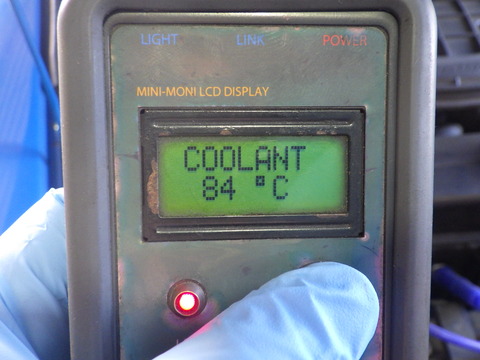 LIGHT LINK POWER
MINI-MONI LCD DISPLAY
COOLANT
84 °C